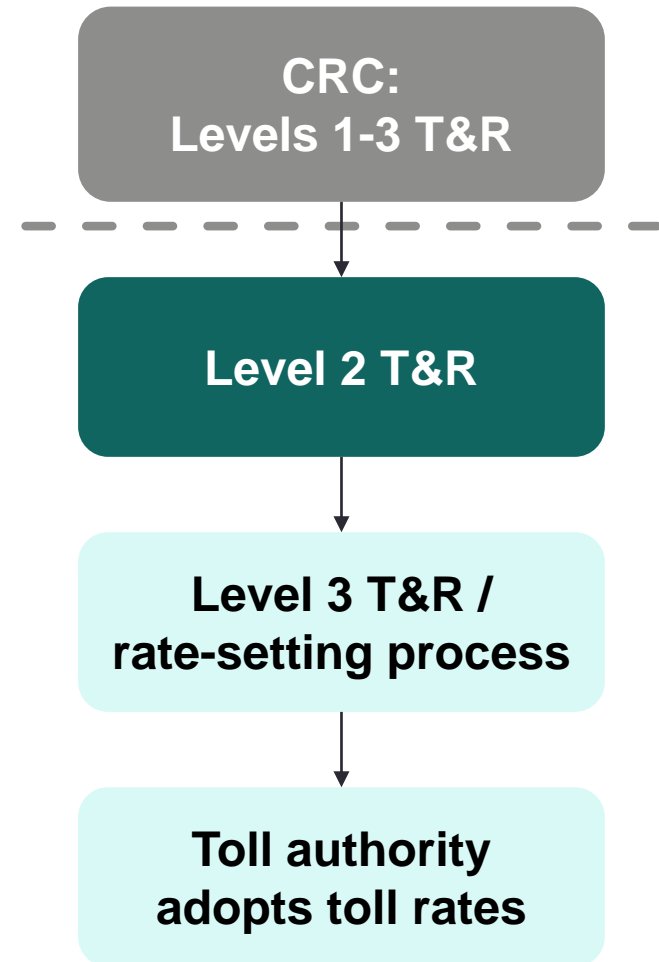 CRC:
Levels 1-3 T&R
Level 2 T&R
Level 3 T&R /
rate-setting process
Toll authority
adopts toll rates